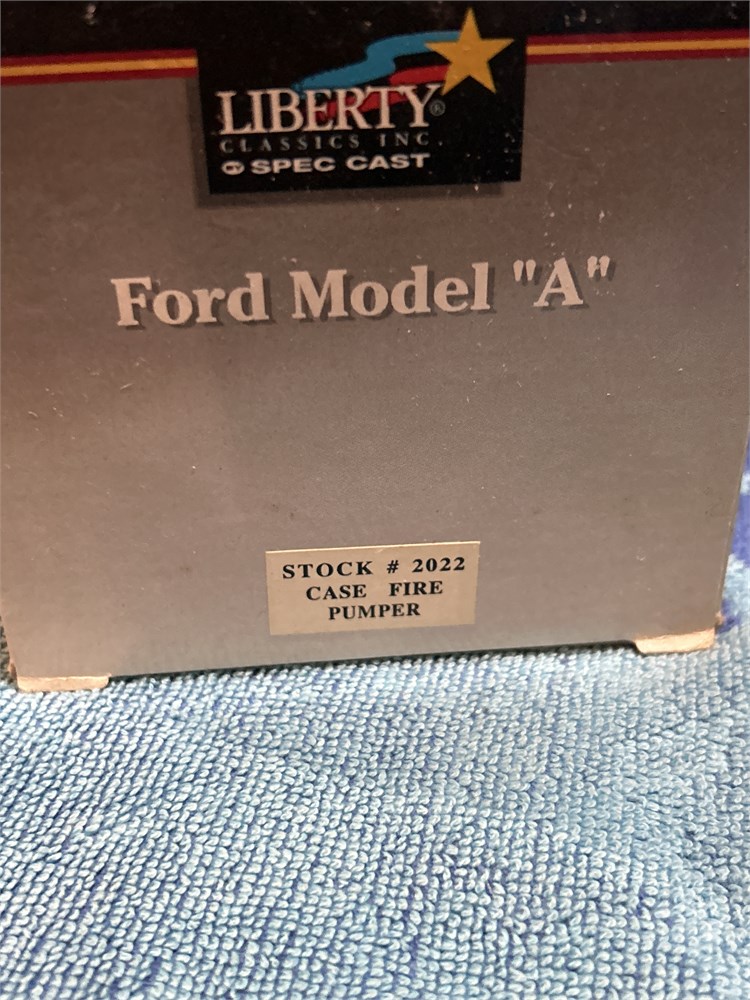 LIBERTY®
CLASSICS INC.
SPEC CAST
Ford Model "A"
STOCK # 2022
CASE FIRE
PUMPER